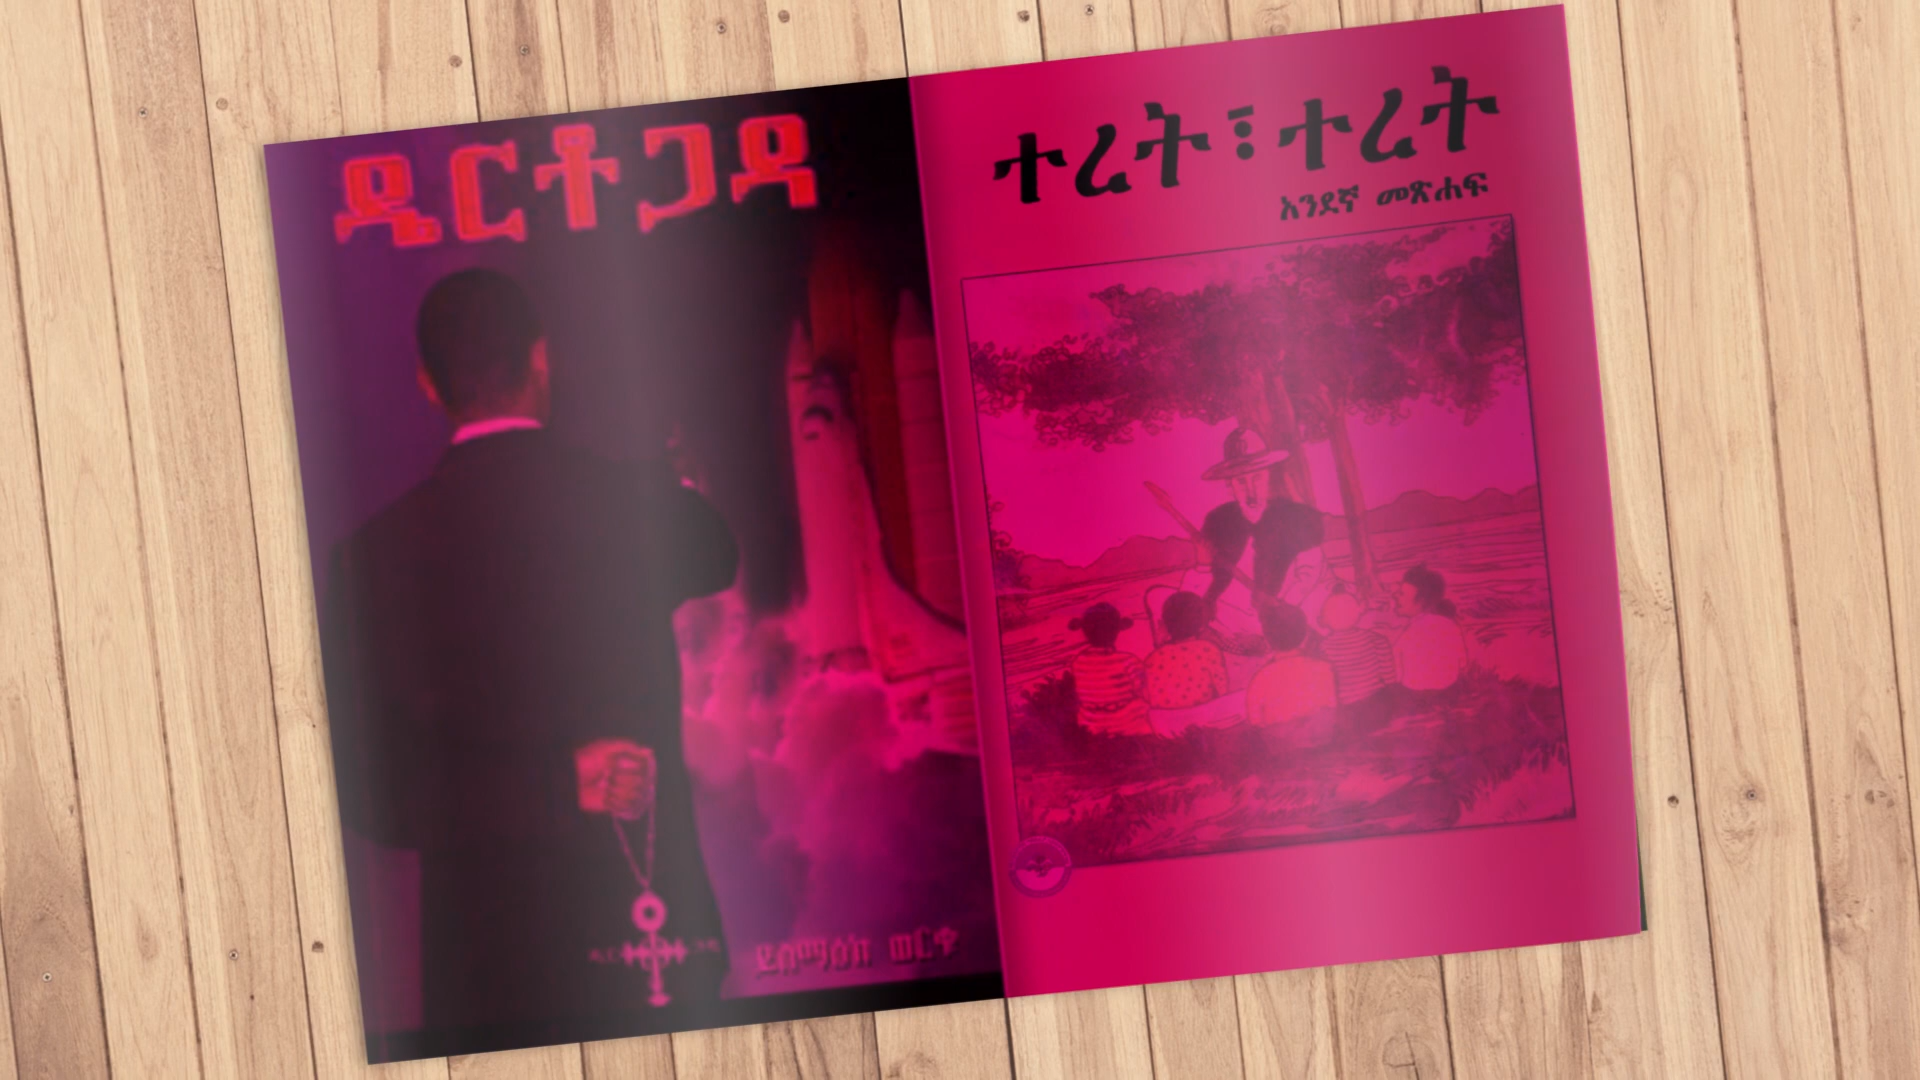 ዴርቶጋዳ
ይስማዕከ ወርቁ
ተረት፣ተረት
አንደኛ መጽሐፍ